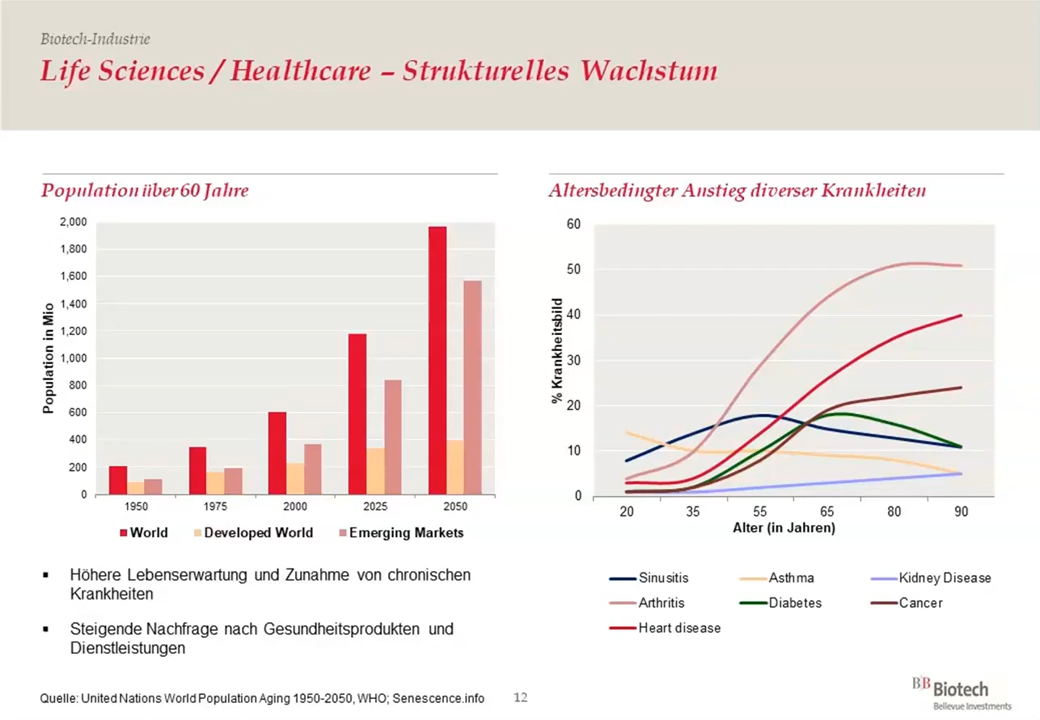 Biotech-Industrie
Life Sciences / Healthcare – Strukturelles Wachstum
Population über 60 Jahre
Population in Mio
2,000
1,800
1,600
1,400
1,200
1,000
800
600
400
200
0
1950 1975 2000 2025 2050
World Developed World Emerging Markets
▪ Höhere Lebenserwartung und Zunahme von chronischen
Krankheiten
▪ Steigende Nachfrage nach Gesundheitsprodukten und
Dienstleistungen
Altersbedingter Anstieg diverser Krankheiten
% Krankheitsbild
60
50
40
30
20
10
0
20 35 55 65 80 90
Alter (in Jahren)
Sinusitis Asthma Kidney Disease
Arthritis Diabetes Cancer
Heart disease
Quelle: United Nations World Population Aging 1950-2050, WHO; Senescence.info
12
BB Biotech
Bellevue Investments